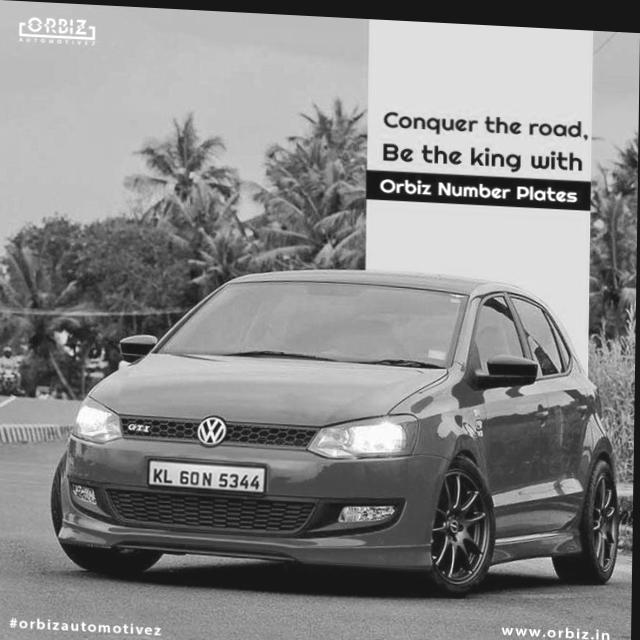 ORBIZ
AUTOMOTIVEZ
Conquer the road,
Be the king with
Orbiz Number Plates
GTI
KL 60N 5344
#orbizautomotivez
www.orbiz.in